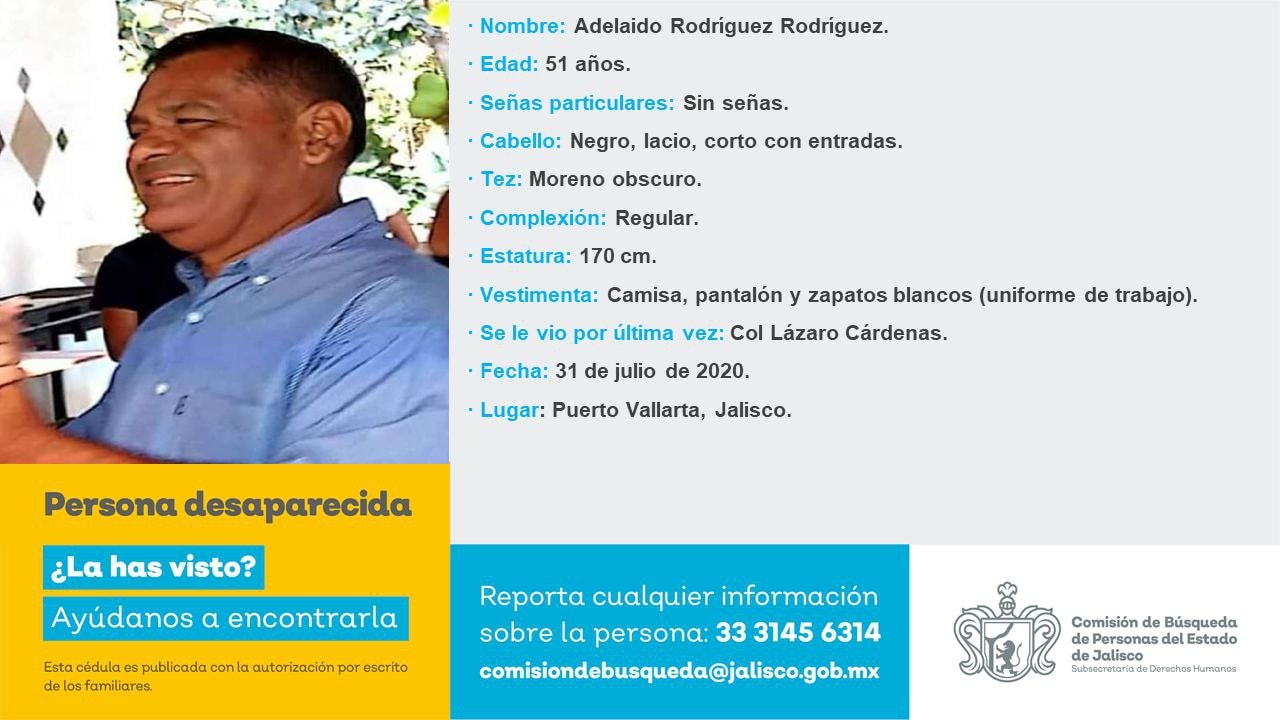 · Nombre: Adelaido Rodríguez Rodríguez.
· Edad: 51 años.
· Señas particulares: Sin señas.
· Cabello: Negro, lacio, corto con entradas.
· Tez: Moreno obscuro.
· Complexión: Regular.
· Estatura: 170 cm.
· Vestimenta: Camisa, pantalón y zapatos blancos (uniforme de trabajo).
· Se le vio por última vez: Col Lázaro Cárdenas.
· Fecha: 31 de julio de 2020.
· Lugar: Puerto Vallarta, Jalisco.
Persona desaparecida
¿La has visto?
Ayúdanos a encontrarla
Esta cédula es publicada con la autorización por escrito
de los familiares.
Reporta cualquier información
sobre la persona: 33 3145 6314
comisiondebusqueda@jalisco.gob.mx
Comisión de Búsqueda
de Personas del Estado
de Jalisco
Subsecretaría de Derechos Humanos